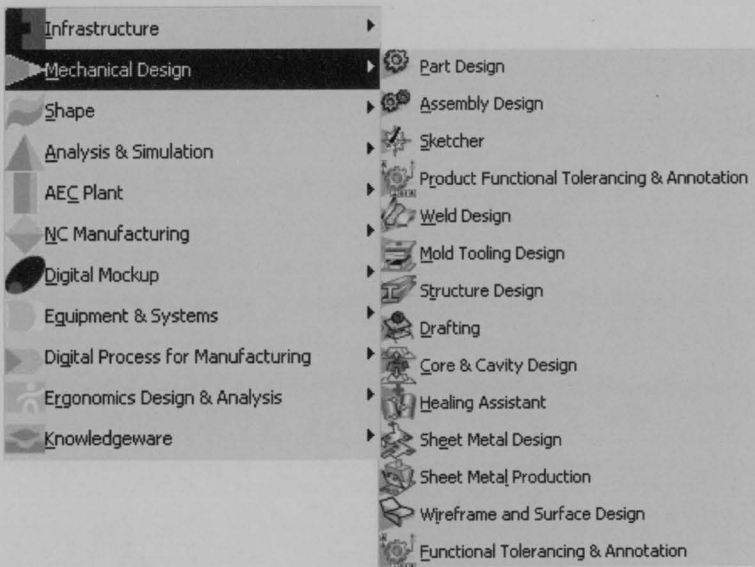 Infrastructure
Mechanical Design
Shape
Analysis & Simulation
AEC Plant
NC Manufacturing
Digital Mockup
Equipment & Systems
Digital Process for Manufacturing
Ergonomics Design & Analysis
Knowledgeware
Part Design
Assembly Design
Sketcher
Product Functional Tolerancing & Annotation
Weld Design
Mold Tooling Design
Structure Design
Drafting
Core & Cavity Design
Healing Assistant
Sheet Metal Design
Sheet Metal Production
Wireframe and Surface Design
Functional Tolerancing & Annotation